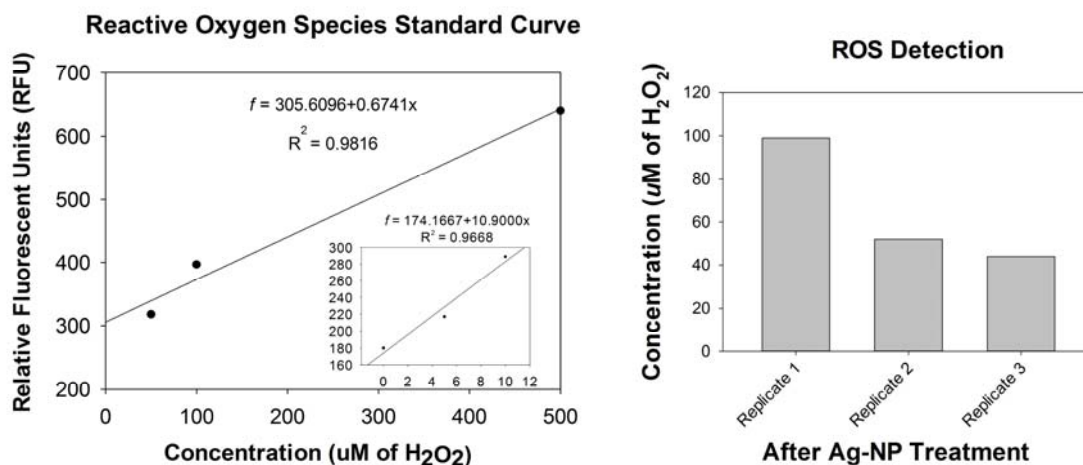 Reactive Oxygen Species Standard Curve
Relative Fluorescent Units (RFU)
700
600
500
400
300
200
f = 305.6096+0.6741x
R² = 0.9816
f = 174.1667+10.9000x
R² = 0.9668
300
280
260
240
220
200
180
160
0 2 4 6 8 10 12
0 100 200 300 400 500
Concentration (uM of H₂O₂)
ROS Detection
Concentration (uM of H₂O₂)
120
100
80
60
40
20
0
Replicate 1
Replicate 2
Replicate 3
After Ag-NP Treatment